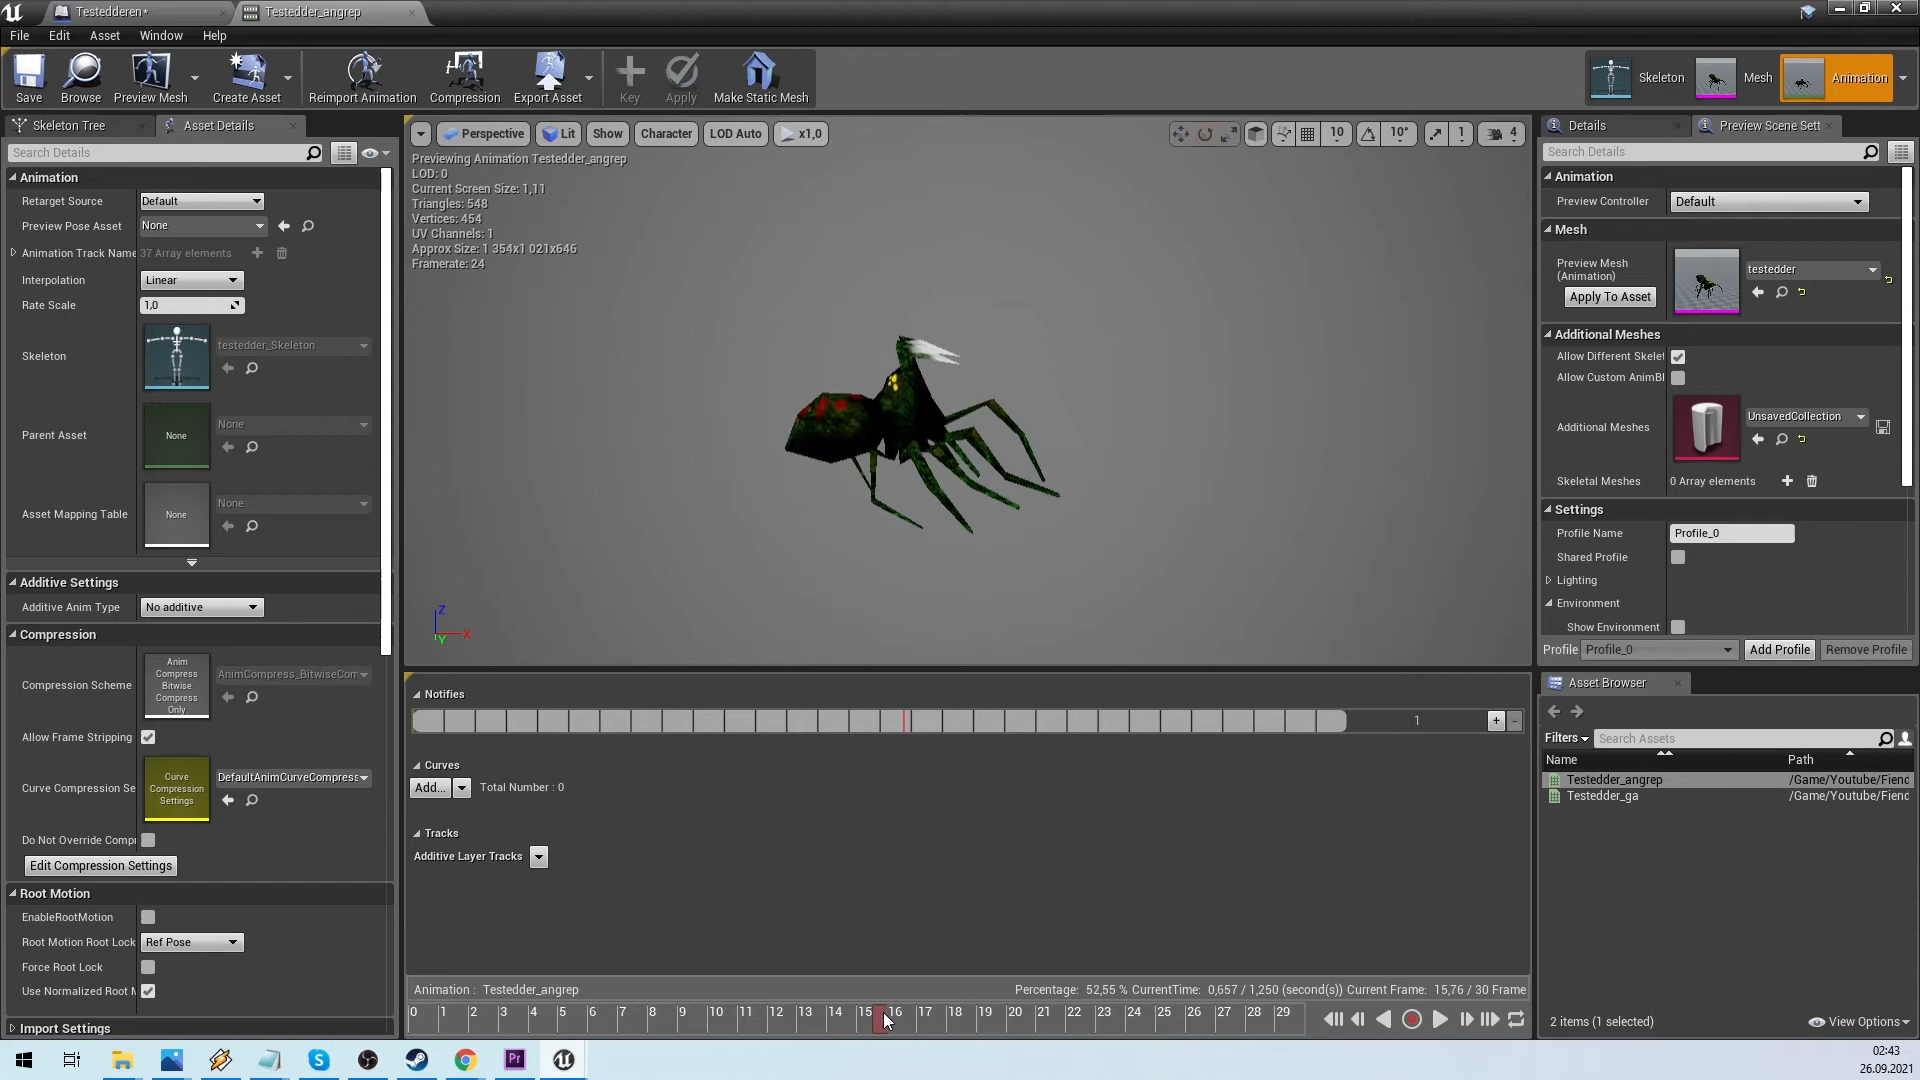 Testedderen*
Testedder_angrep
File Edit Asset Window Help
Save Browse Preview Mesh Create Asset Reimport Animation Compression Export Asset Key Apply Make Static Mesh
Skeleton Mesh Animation
Skeleton Tree Asset Details
Search Details
Animation
Retarget Source Default
Preview Pose Asset None
Animation Track Name 37 Array elements
Interpolation Linear
Rate Scale 1,0
Skeleton testedder_Skeleton
Parent Asset None None
Asset Mapping Table None None
Additive Settings
Additive Anim Type No additive
Compression
Compression Scheme Anim Compress Bitwise Compress Only AnimCompress_BitwiseCom
Allow Frame Stripping
Curve Compression Se Curve Compression Settings DefaultAnimCurveCompress
Do Not Override Comp
Edit Compression Settings
Root Motion
EnableRootMotion
Root Motion Root Lock Ref Pose
Force Root Lock
Use Normalized Root M
Import Settings
Perspective Lit Show Character LOD Auto x1,0
10 10° 1 4
Previewing Animation Testedder_angrep
LOD: 0
Current Screen Size: 1,11
Triangles: 548
Vertices: 454
UV Channels: 1
Approx Size: 1 354x1 021x646
Framerate: 24
Z
X
Y
Notifies
1
+ -
Curves
Add... Total Number : 0
Tracks
Additive Layer Tracks
Animation : Testedder_angrep Percentage: 52,55 % CurrentTime: 0,657 / 1,250 (second(s)) Current Frame: 15,76 / 30 Frame
0 1 2 3 4 5 6 7 8 9 10 11 12 13 14 15 16 17 18 19 20 21 22 23 24 25 26 27 28 29
Details Preview Scene Sett
Search Details
Animation
Preview Controller Default
Mesh
Preview Mesh
(Animation) testedder
Apply To Asset
Additional Meshes
Allow Different Skelet
Allow Custom AnimBl
Additional Meshes UnsavedCollection
Skeletal Meshes 0 Array elements
Settings
Profile Name Profile_0
Shared Profile
Lighting
Environment
Show Environment
Profile Profile_0 Add Profile Remove Profile
Asset Browser
Filters Search Assets
Name Path
Testedder_angrep /Game/Youtube/Fiend
Testedder_ga /Game/Youtube/Fiend
2 items (1 selected) View Options
Pr
02:43
26.09.2021